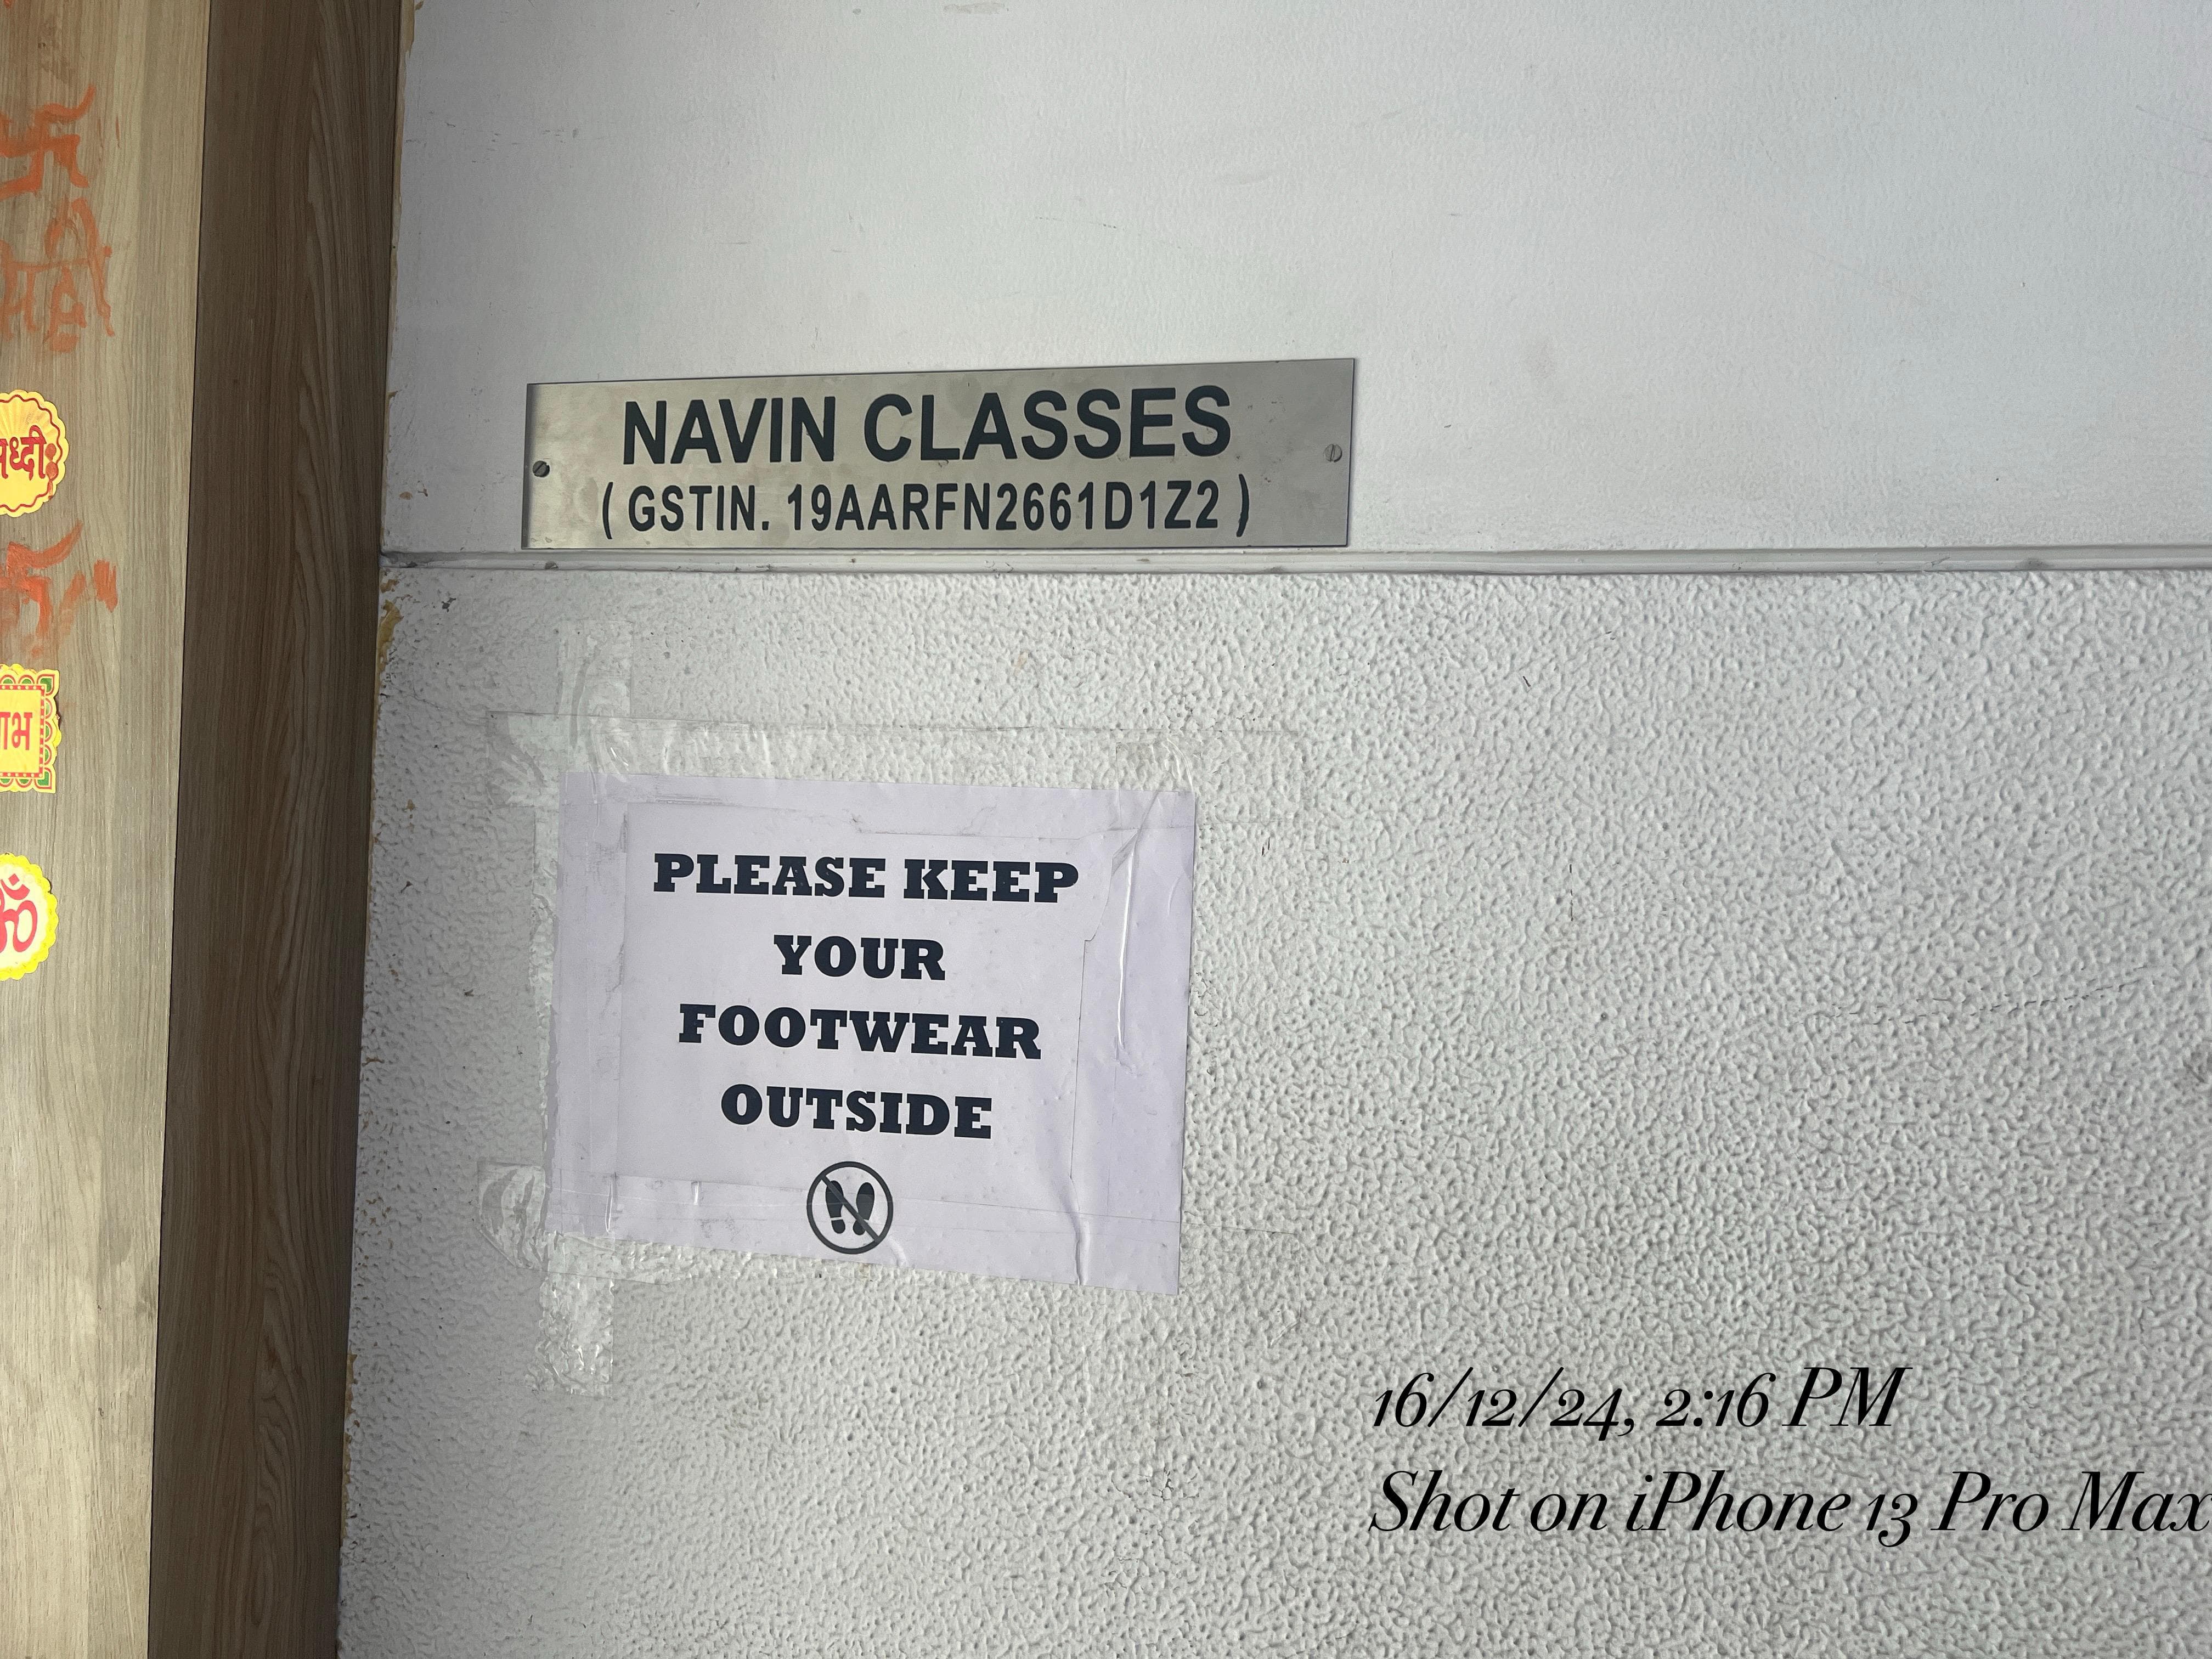 NAVIN CLASSES
( GSTIN. 19AARFN2661D1Z2 )
PLEASE KEEP
YOUR
FOOTWEAR
OUTSIDE
ॐ
16/12/24, 2:16 PM
Shot on iPhone 13 Pro Max